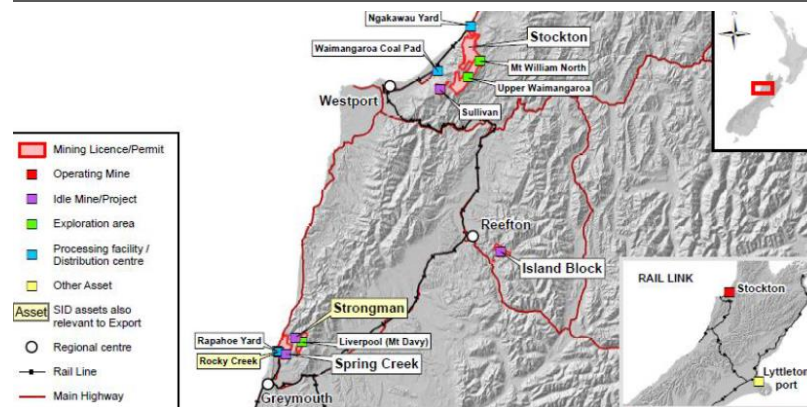 Ngakawau Yard
Stockton
Waimangaroa Coal Pad
Mt William North
Upper Waimangaroa
Westport
Sullivan
Mining Licence/Permit
Operating Mine
Idle Mine/Project
Exploration area
Processing facility /
Distribution centre
Other Asset
Asset
SID assets also
relevant to Export
Regional centre
Rail Line
Main Highway
Reefton
Island Block
Strongman
Rapahoe Yard
Liverpool (Mt Davy)
Rocky Creek
Spring Creek
Greymouth
RAIL LINK
Stockton
Lyttleton
port